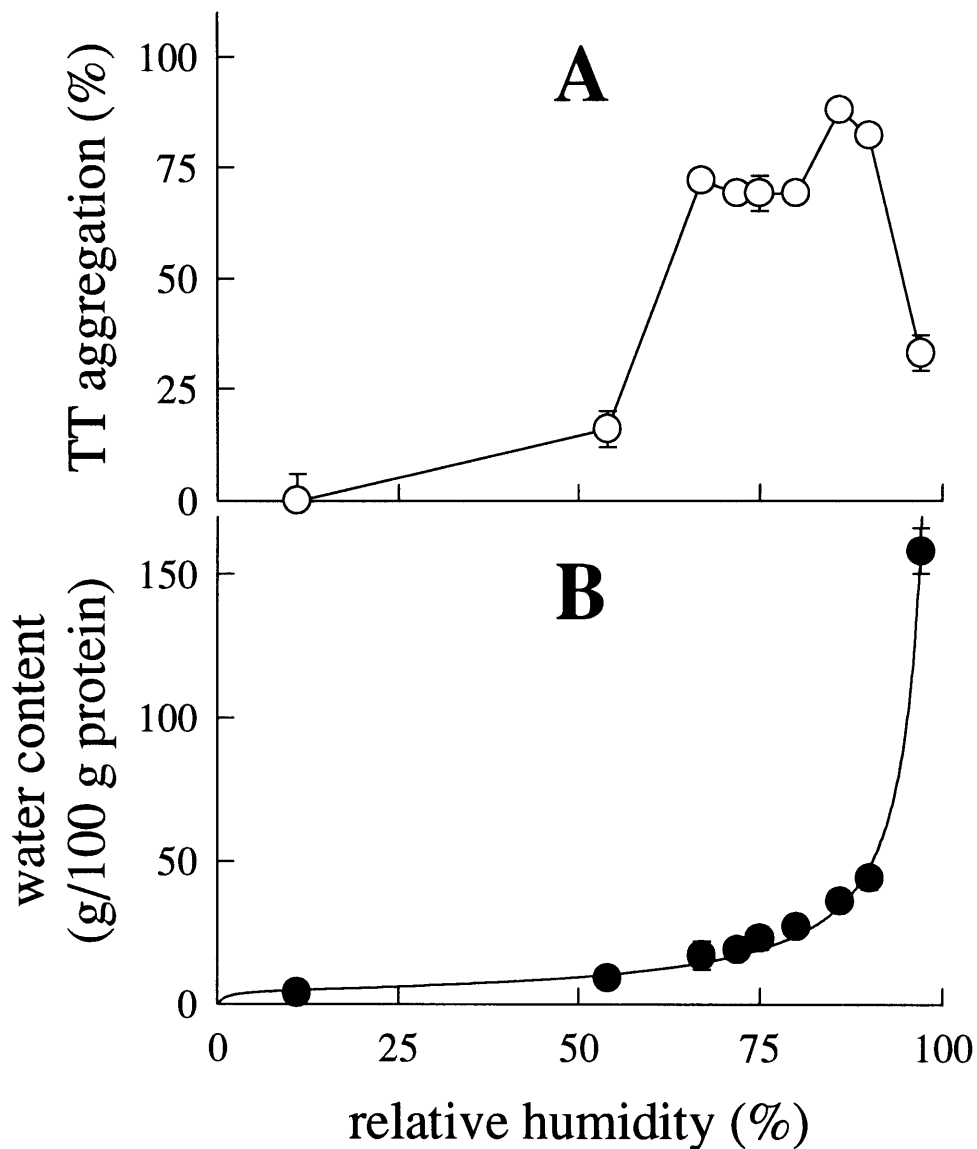 TT aggregation (%)
100
75
50
25
0
A
water content
(g/100 g protein)
150
100
50
0
B
0 25 50 75 100
relative humidity (%)